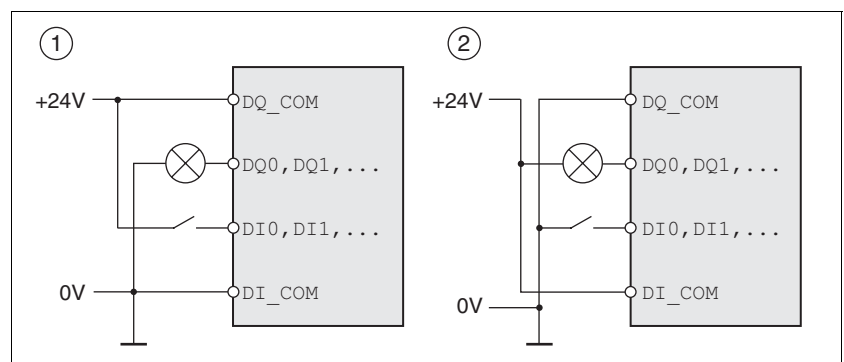 1
+24V
DQ_COM
DQ0,DQ1,...
DI0,DI1,...
0V
DI_COM
2
+24V
DQ_COM
DQ0,DQ1,...
DI0,DI1,...
DI_COM
0V